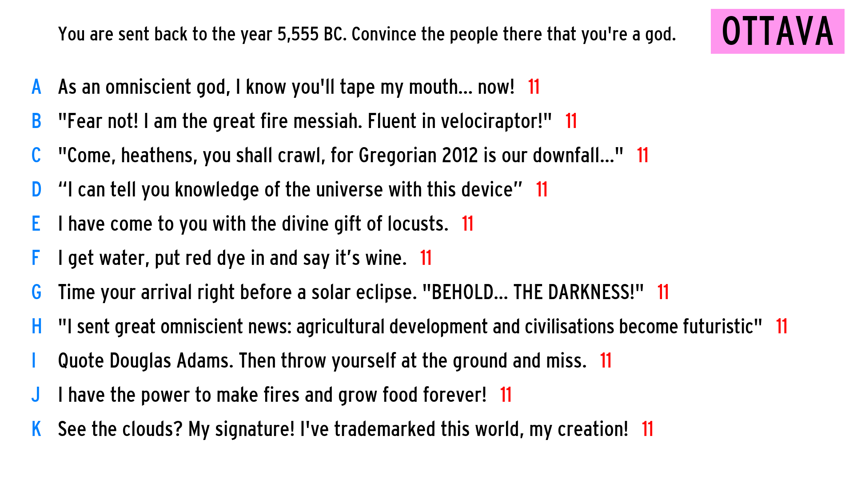 You are sent back to the year 5,555 BC. Convince the people there that you're a god.
OTTAVA
A As an omniscient god, I know you'll tape my mouth... now! 11
B "Fear not! I am the great fire messiah. Fluent in velociraptor!" 11
C "Come, heathens, you shall crawl, for Gregorian 2012 is our downfall..." 11
D “I can tell you knowledge of the universe with this device” 11
E I have come to you with the divine gift of locusts. 11
F I get water, put red dye in and say it’s wine. 11
G Time your arrival right before a solar eclipse. "BEHOLD... THE DARKNESS!" 11
H "I sent great omniscient news: agricultural development and civilisations become futuristic" 11
I Quote Douglas Adams. Then throw yourself at the ground and miss. 11
J I have the power to make fires and grow food forever! 11
K See the clouds? My signature! I've trademarked this world, my creation! 11